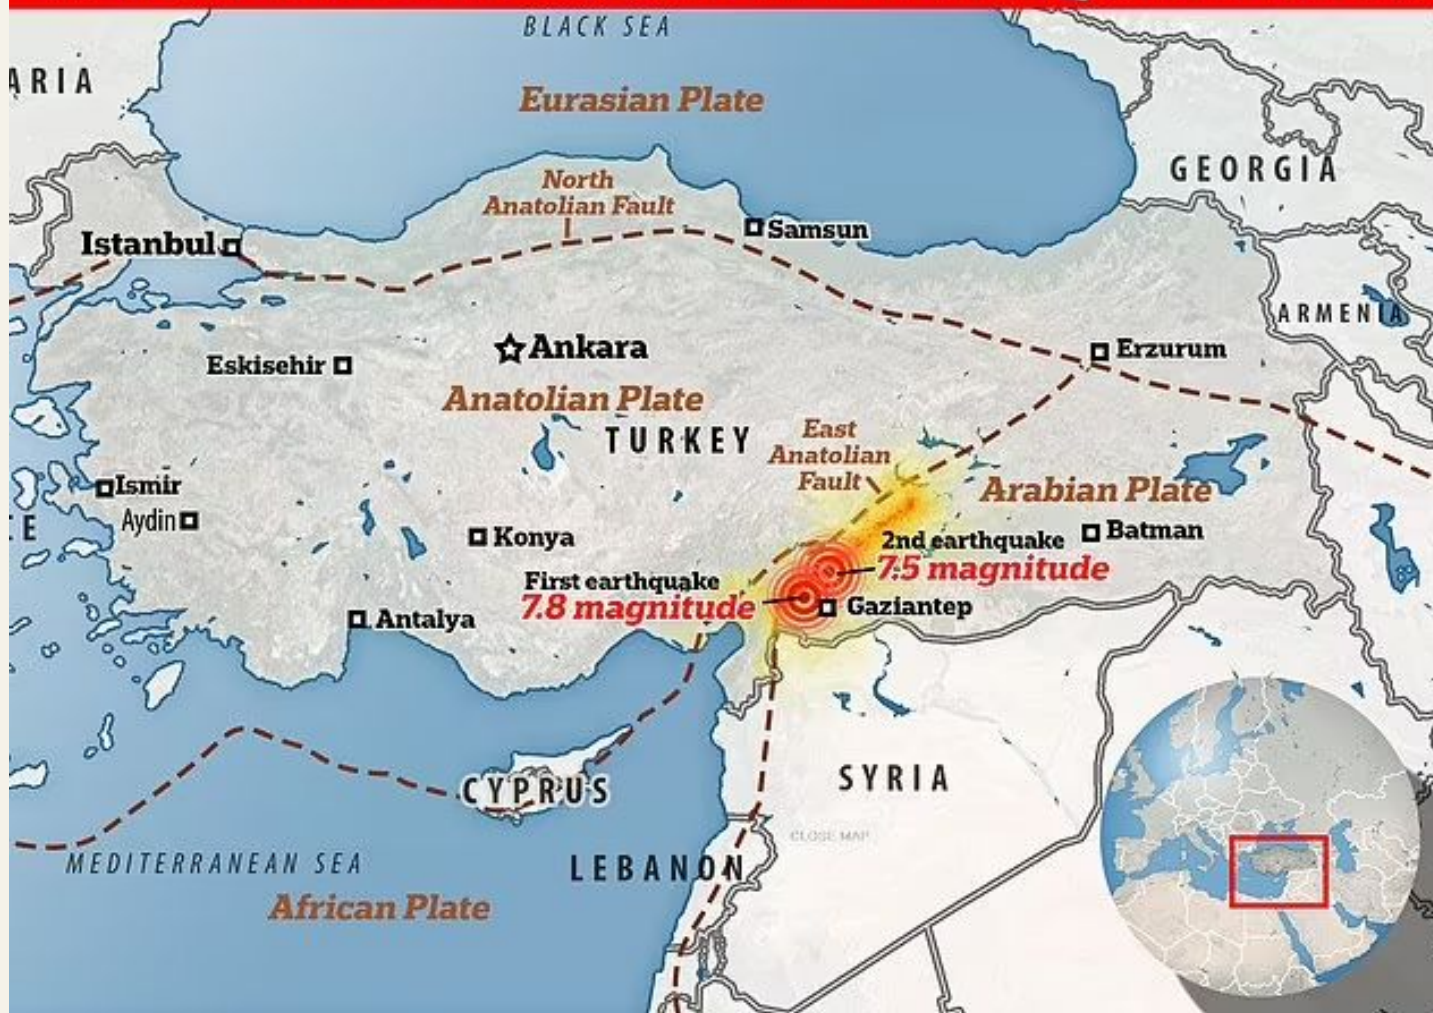 BLACK SEA
ARIA
Eurasian Plate
GEORGIA
North
Anatolian Fault
Samsun
Istanbul
ARMENIA
Ankara
Erzurum
Eskisehir
Anatolian Plate
TURKEY
East
Anatolian
Fault
Ismir
Arabian Plate
Aydin
E
Konya
2nd earthquake
Batman
7.5 magnitude
First earthquake
7.8 magnitude
Gaziantep
Antalya
SYRIA
CYPRUS
CLOSE MAP
MEDITERRANEAN SEA
LEBANON
African Plate